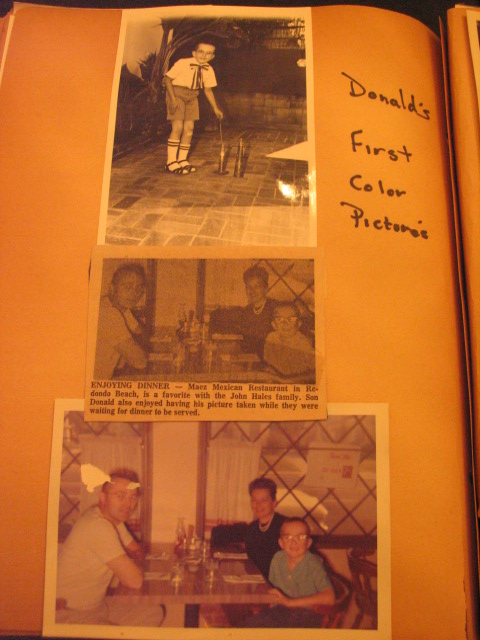 Donald's
First
Color
Picture's
ENJOYING DINNER — Maez Mexican Restaurant in Re-
dondo Beach, is a favorite with the John Hales family. Son
Donald also enjoyed having his picture taken while they were
waiting for dinner to be served.